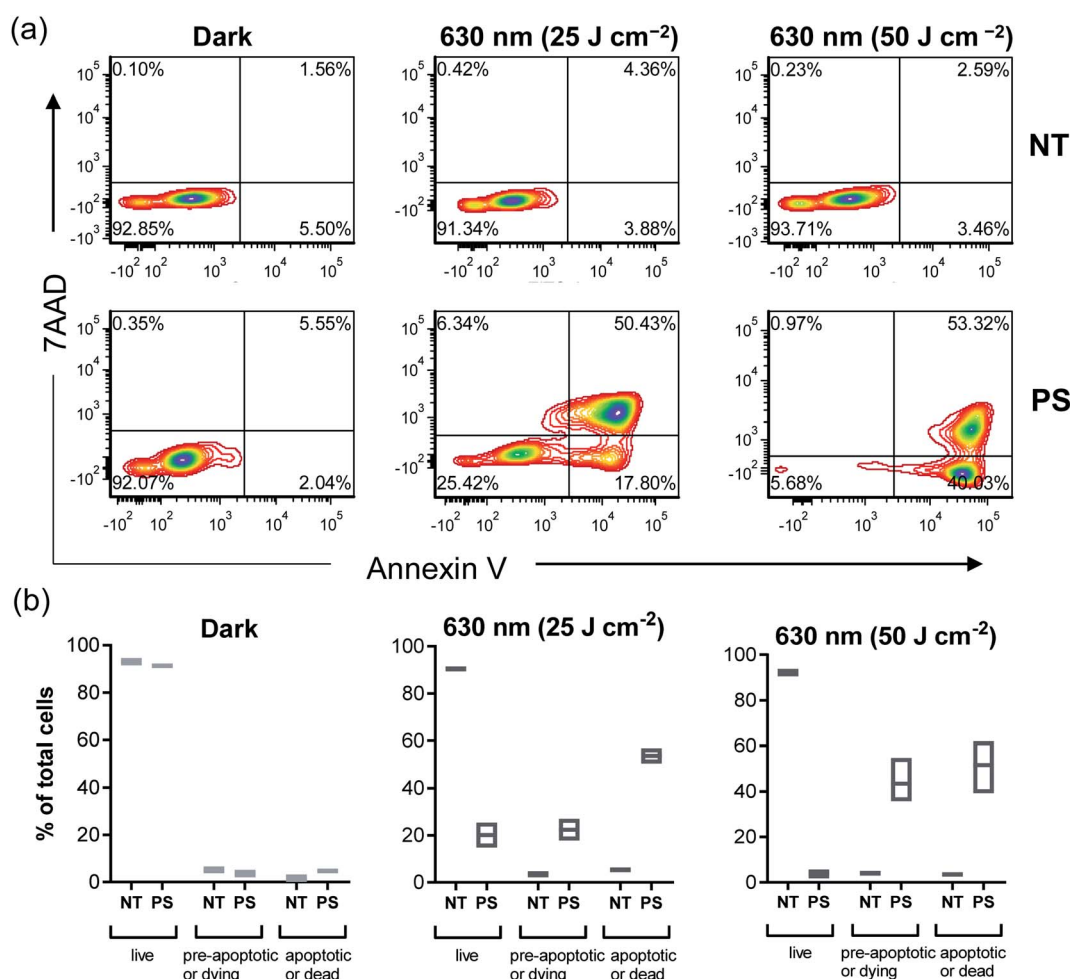 (a)
Dark 630 nm (25 J cm⁻²) 630 nm (50 J cm⁻²)
10⁵ 0.10% 1.56% 10⁵ 0.42% 4.36% 10⁵ 0.23% 2.59%
10⁴ 10⁴ 10⁴
NT
10³ 10³ 10³
-10² -10² -10²
-10³ 92.85% 5.50% -10³ 91.34% 3.88% -10³ 93.71% 3.46%
-10² 10² 10³ 10⁴ 10⁵ -10² 10² 10³ 10⁴ 10⁵ -10² 10² 10³ 10⁴ 10⁵
7AAD
10⁵ 0.35% 5.55% 10⁵ 6.34% 50.43% 10⁵ 0.97% 53.32%
10⁴ 10⁴ 10⁴
PS
10³ 10³ 10³
-10² -10² -10²
92.07% 2.04% 25.42% 17.80% 5.68% 40.03%
-10² 10² 10³ 10⁴ 10⁵ -10² 10² 10³ 10⁴ 10⁵ -10² 10² 10³ 10⁴ 10⁵
Annexin V
(b)
Dark 630 nm (25 J cm⁻²) 630 nm (50 J cm⁻²)
% of total cells
100 100 100
80 80 80
60 60 60
40 40 40
20 20 20
0 0 0
NT PS NT PS NT PS NT PS NT PS NT PS NT PS NT PS NT PS
live pre-apoptotic apoptotic live pre-apoptotic apoptotic live pre-apoptotic apoptotic
or dying or dead or dying or dead or dying or dead